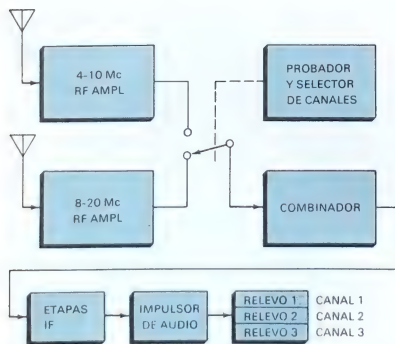 4-10 Mc
RF AMPL
PROBADOR
Y SELECTOR
DE CANALES
8-20 Mc
RF AMPL
COMBINADOR
ETAPAS
IF
IMPULSOR
DE AUDIO
RELEVO 1 CANAL 1
RELEVO 2 CANAL 2
RELEVO 3 CANAL 3